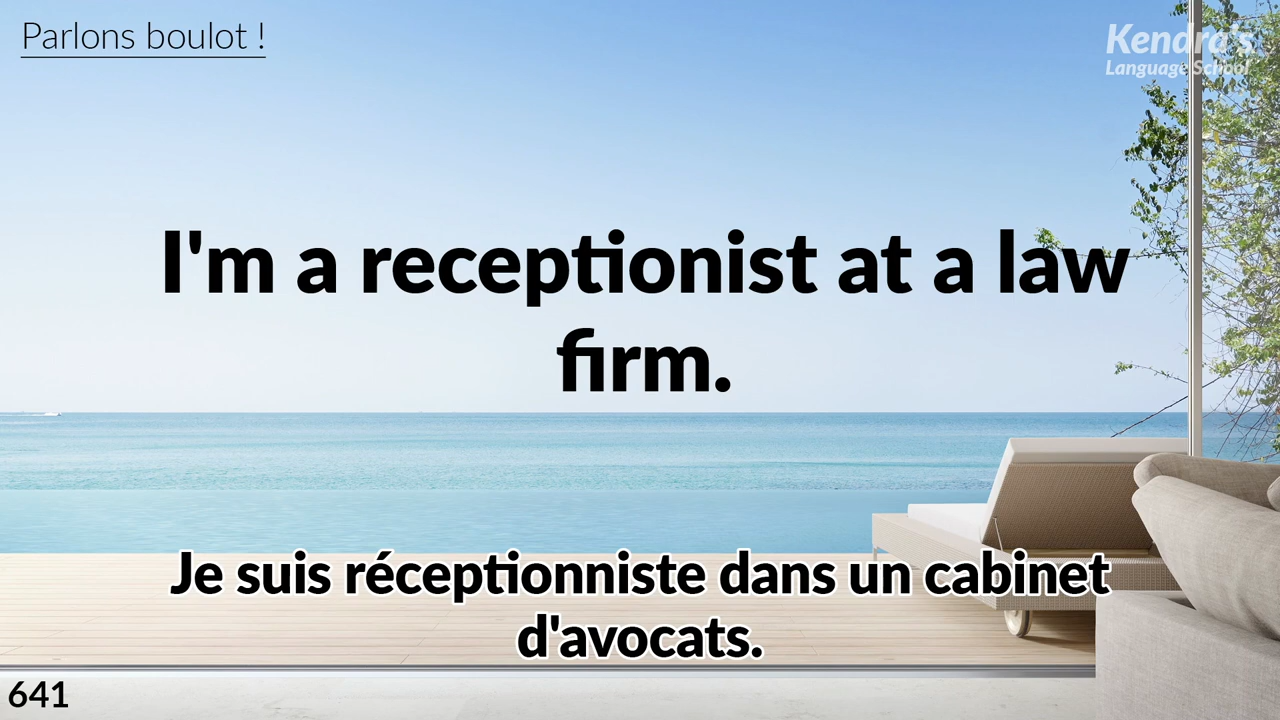 Parlons boulot !
Kendra's
Language School
I'm a receptionist at a law
firm.
Je suis réceptionniste dans un cabinet
d'avocats.
641